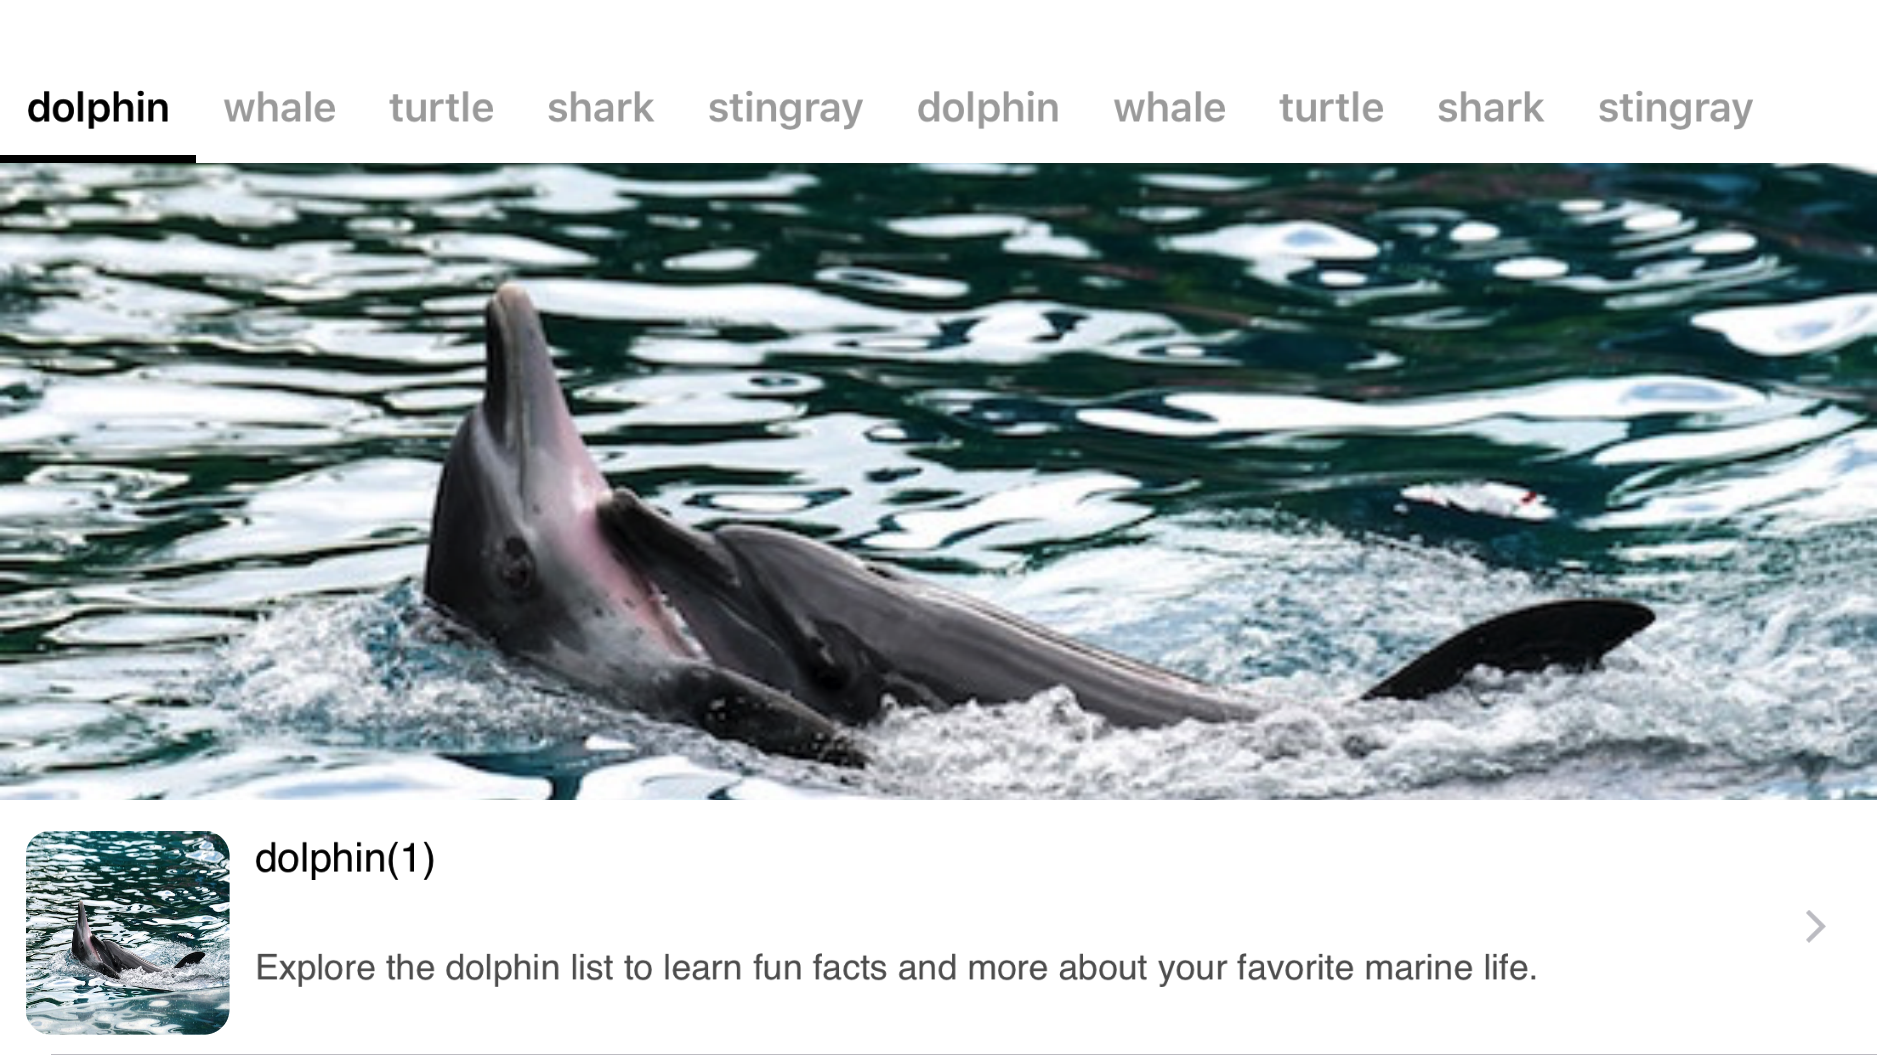 dolphin whale turtle shark stingray dolphin whale turtle shark stingray
dolphin(1)
Explore the dolphin list to learn fun facts and more about your favorite marine life.